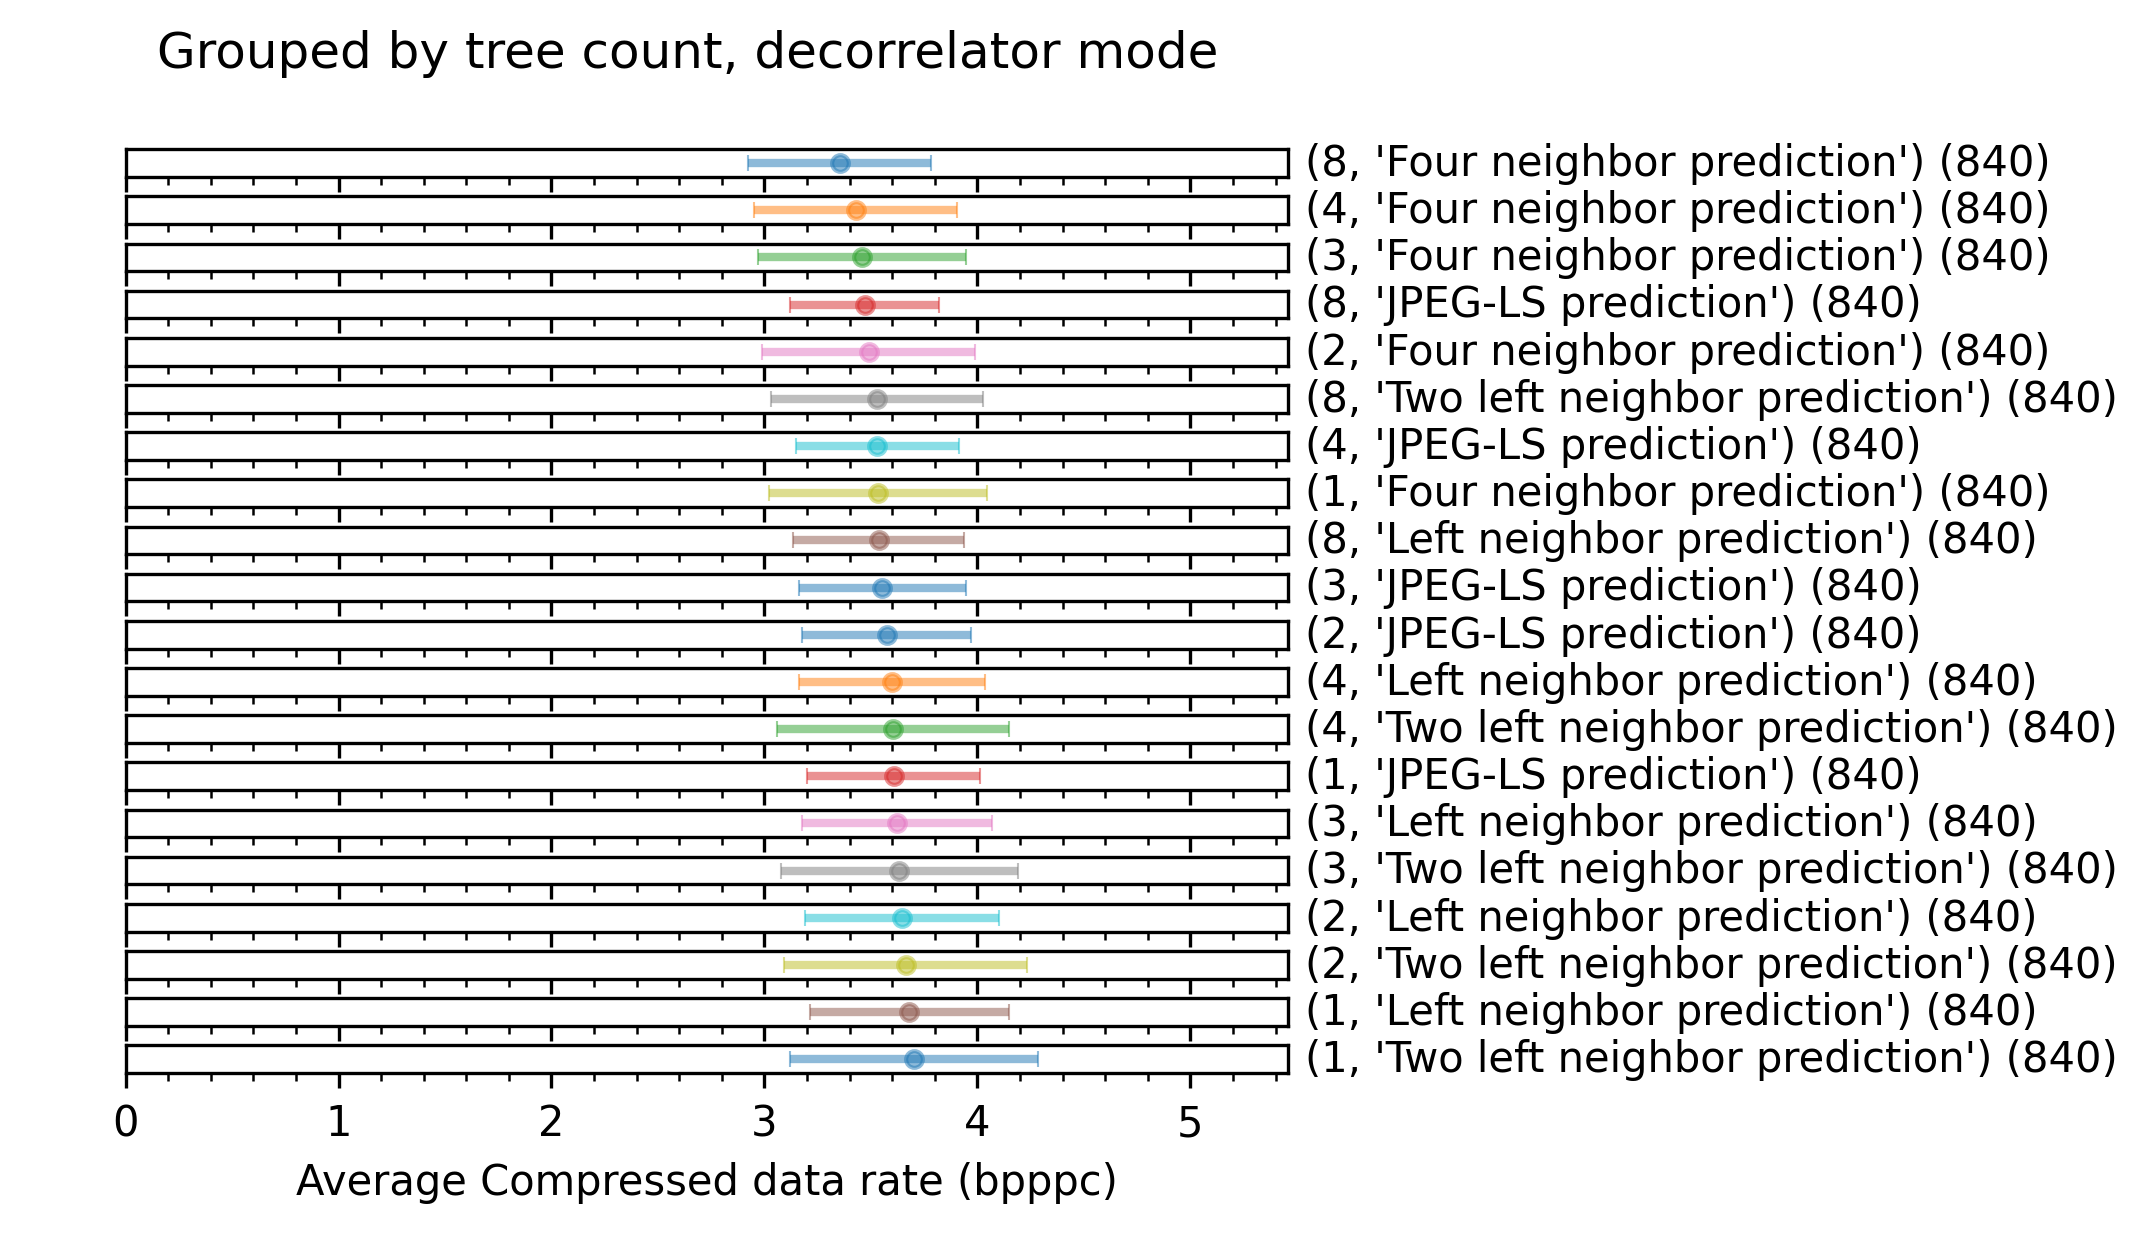 Grouped by tree count, decorrelator mode
(8, 'Four neighbor prediction') (840)
(4, 'Four neighbor prediction') (840)
(3, 'Four neighbor prediction') (840)
(8, 'JPEG-LS prediction') (840)
(2, 'Four neighbor prediction') (840)
(8, 'Two left neighbor prediction') (840)
(4, 'JPEG-LS prediction') (840)
(1, 'Four neighbor prediction') (840)
(8, 'Left neighbor prediction') (840)
(3, 'JPEG-LS prediction') (840)
(2, 'JPEG-LS prediction') (840)
(4, 'Left neighbor prediction') (840)
(4, 'Two left neighbor prediction') (840)
(1, 'JPEG-LS prediction') (840)
(3, 'Left neighbor prediction') (840)
(3, 'Two left neighbor prediction') (840)
(2, 'Left neighbor prediction') (840)
(2, 'Two left neighbor prediction') (840)
(1, 'Left neighbor prediction') (840)
(1, 'Two left neighbor prediction') (840)
0 1 2 3 4 5
Average Compressed data rate (bpppc)